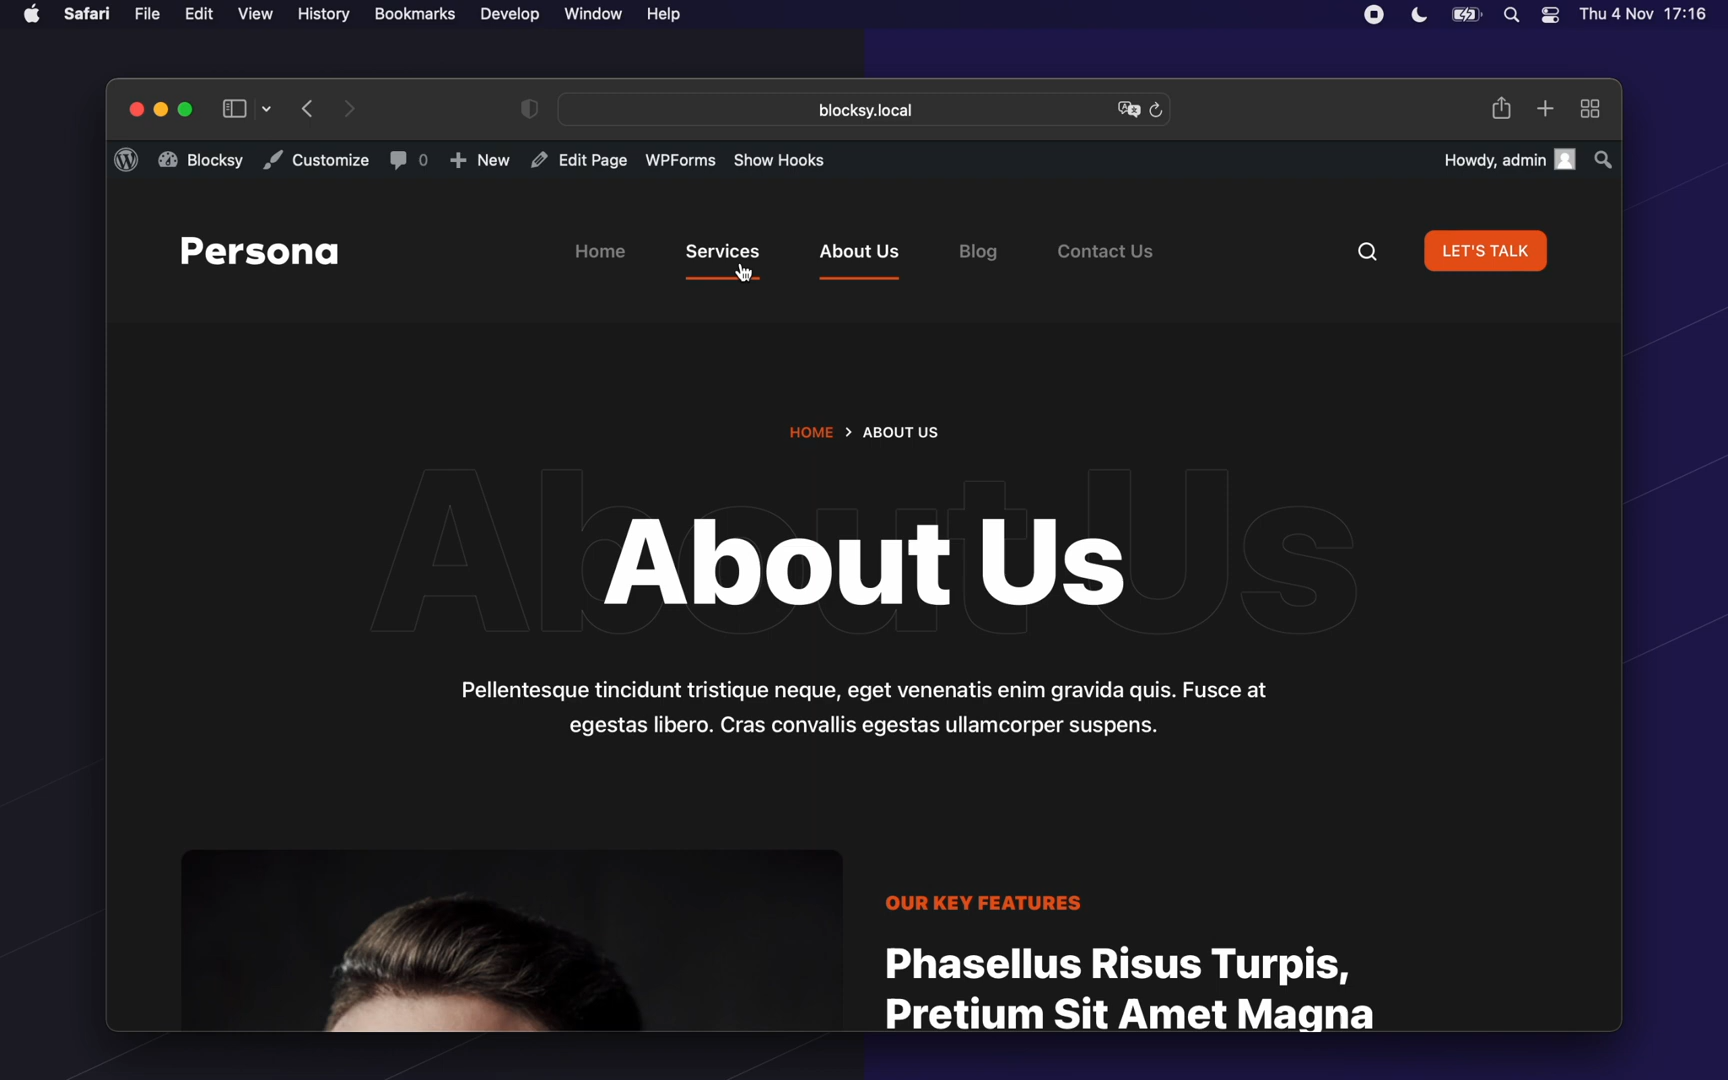 Safari File Edit View History Bookmarks Develop Window Help Thu 4 Nov 17:16
blocksy.local
Blocksy Customize 0 New Edit Page WPForms Show Hooks Howdy, admin
Persona Home Services About Us Blog Contact Us LET'S TALK
HOME > ABOUT US
About Us
About Us
Pellentesque tincidunt tristique neque, eget venenatis enim gravida quis. Fusce at
egestas libero. Cras convallis egestas ullamcorper suspens.
OUR KEY FEATURES
Phasellus Risus Turpis,
Pretium Sit Amet Magna